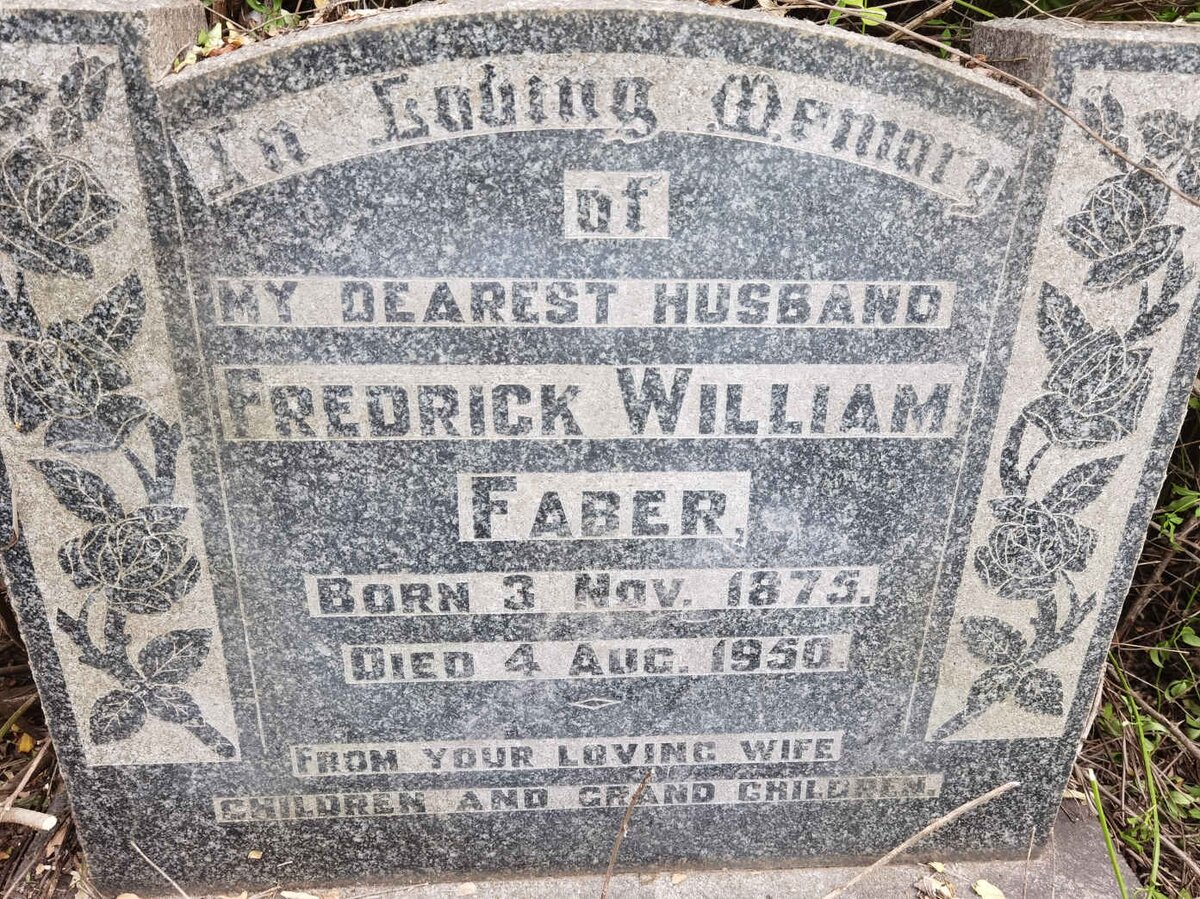 In Loving Memory
of
MY DEAREST HUSBAND
FREDRICK WILLIAM
FABER,
BORN 3 NOV. 1875.
DIED 4 AUG. 1950
FROM YOUR LOVING WIFE
CHILDREN AND GRAND CHILDREN.